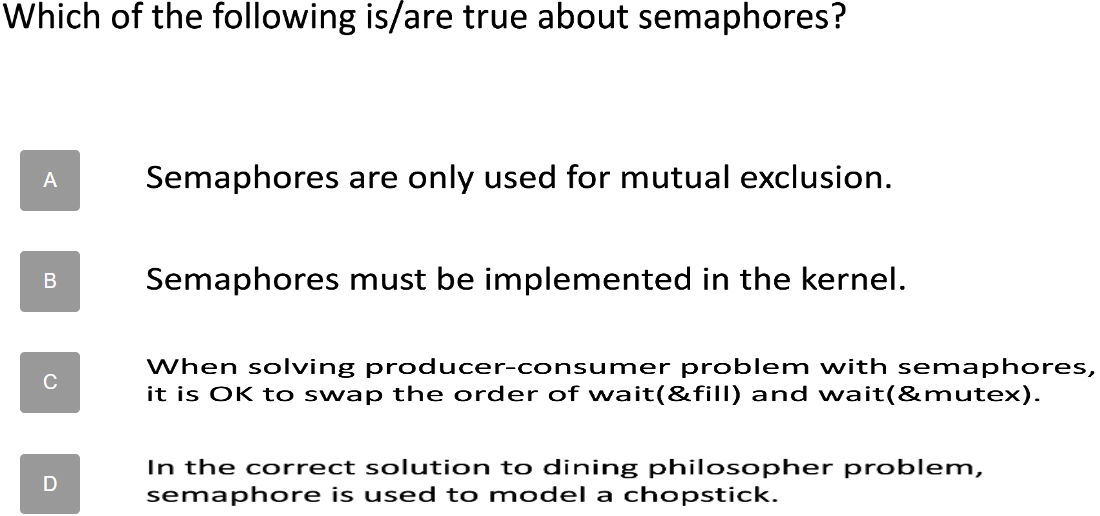 Which of the following is/are true about semaphores?
A Semaphores are only used for mutual exclusion.
B Semaphores must be implemented in the kernel.
C When solving producer-consumer problem with semaphores,
it is OK to swap the order of wait(&fill) and wait(&mutex).
D In the correct solution to dining philosopher problem,
semaphore is used to model a chopstick.